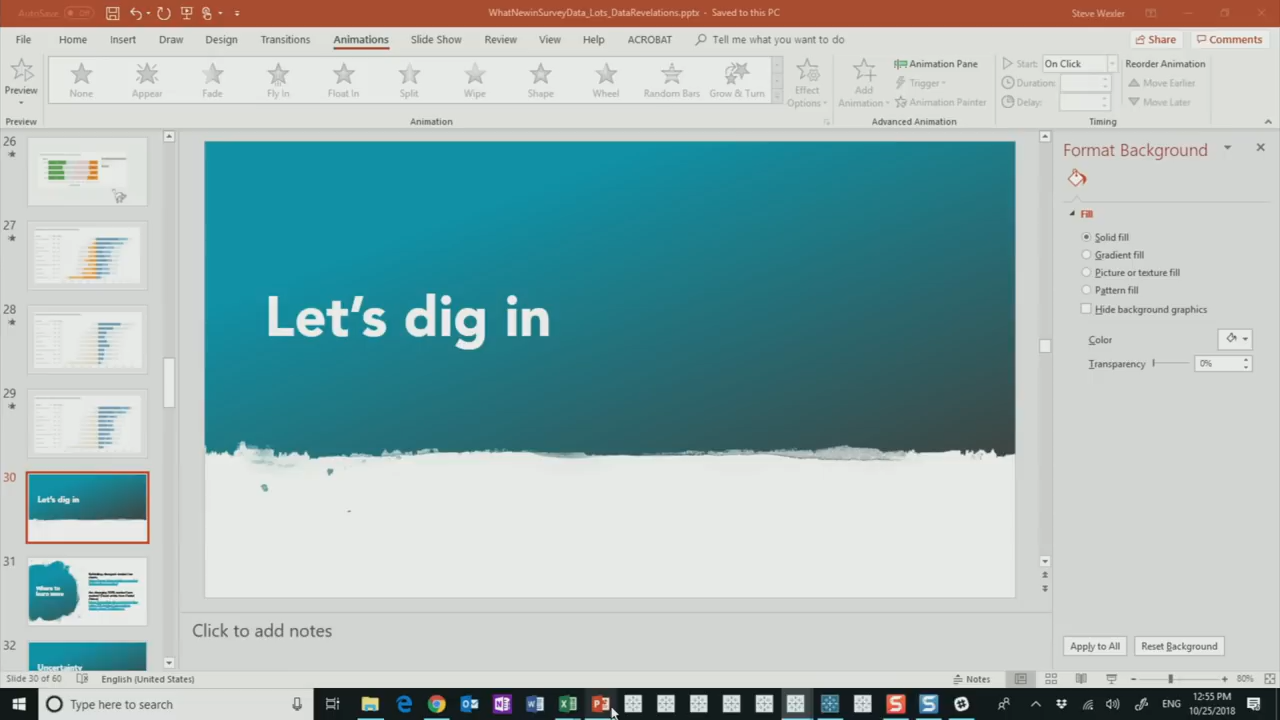 AutoSave Off
WhatNewinSurveyData_Lots_DataRevelations.pptx - Saved to this PC
Steve Wexler
File Home Insert Draw Design Transitions Animations Slide Show Review View Help ACROBAT Tell me what you want to do Share Comments
Preview
None Appear Fade Fly In Float In Split Wipe Shape Wheel Random Bars Grow & Turn
Effect Options
Add Animation
Animation Pane
Trigger
Animation Painter
Start: On Click
Duration:
Delay:
Reorder Animation
Move Earlier
Move Later
Preview Animation Advanced Animation Timing
26
27
28
29
30
Let's dig in
31
Where to
learn more
32
Uncertainty
Let's dig in
Click to add notes
Format Background
Fill
Solid fill
Gradient fill
Picture or texture fill
Pattern fill
Hide background graphics
Color
Transparency 0%
Apply to All Reset Background
Slide 30 of 60 English (United States) Notes 80%
Type here to search
12:55 PM
10/25/2018